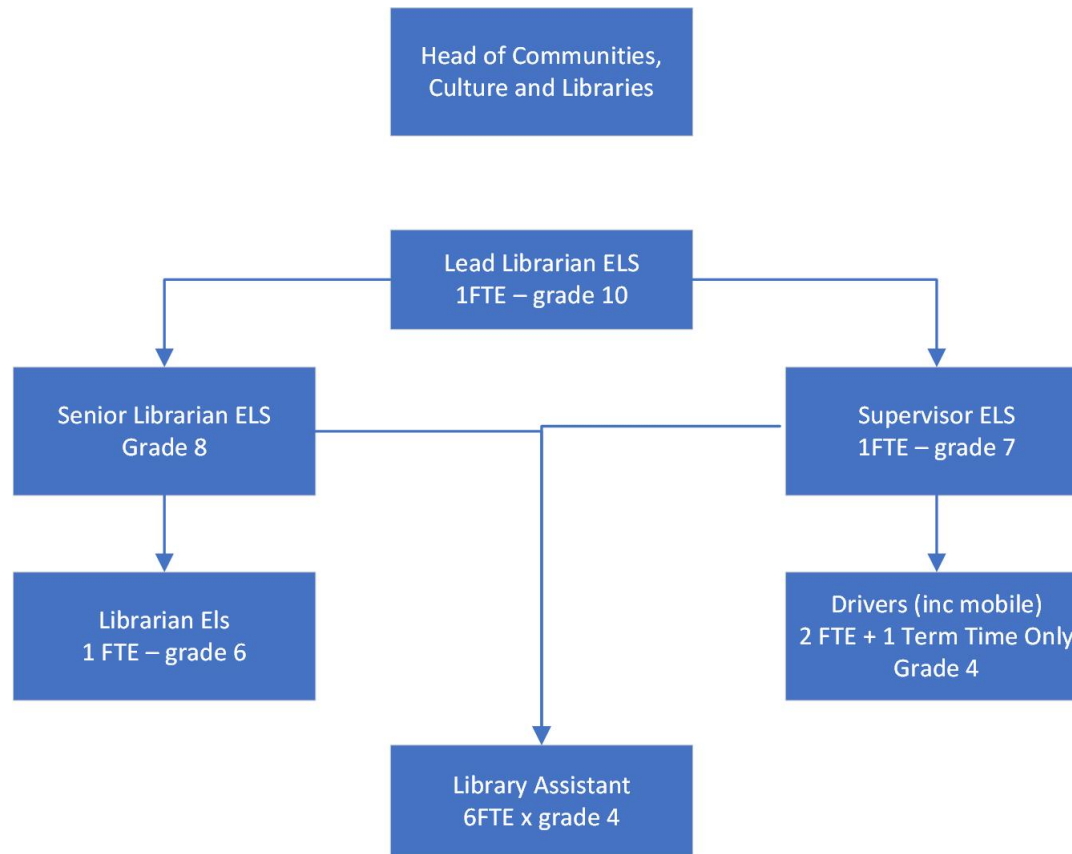 Head of Communities,
Culture and Libraries
Lead Librarian ELS
1FTE – grade 10
Senior Librarian ELS
Grade 8
Supervisor ELS
1FTE – grade 7
Librarian Els
1 FTE – grade 6
Drivers (inc mobile)
2 FTE + 1 Term Time Only
Grade 4
Library Assistant
6FTE x grade 4